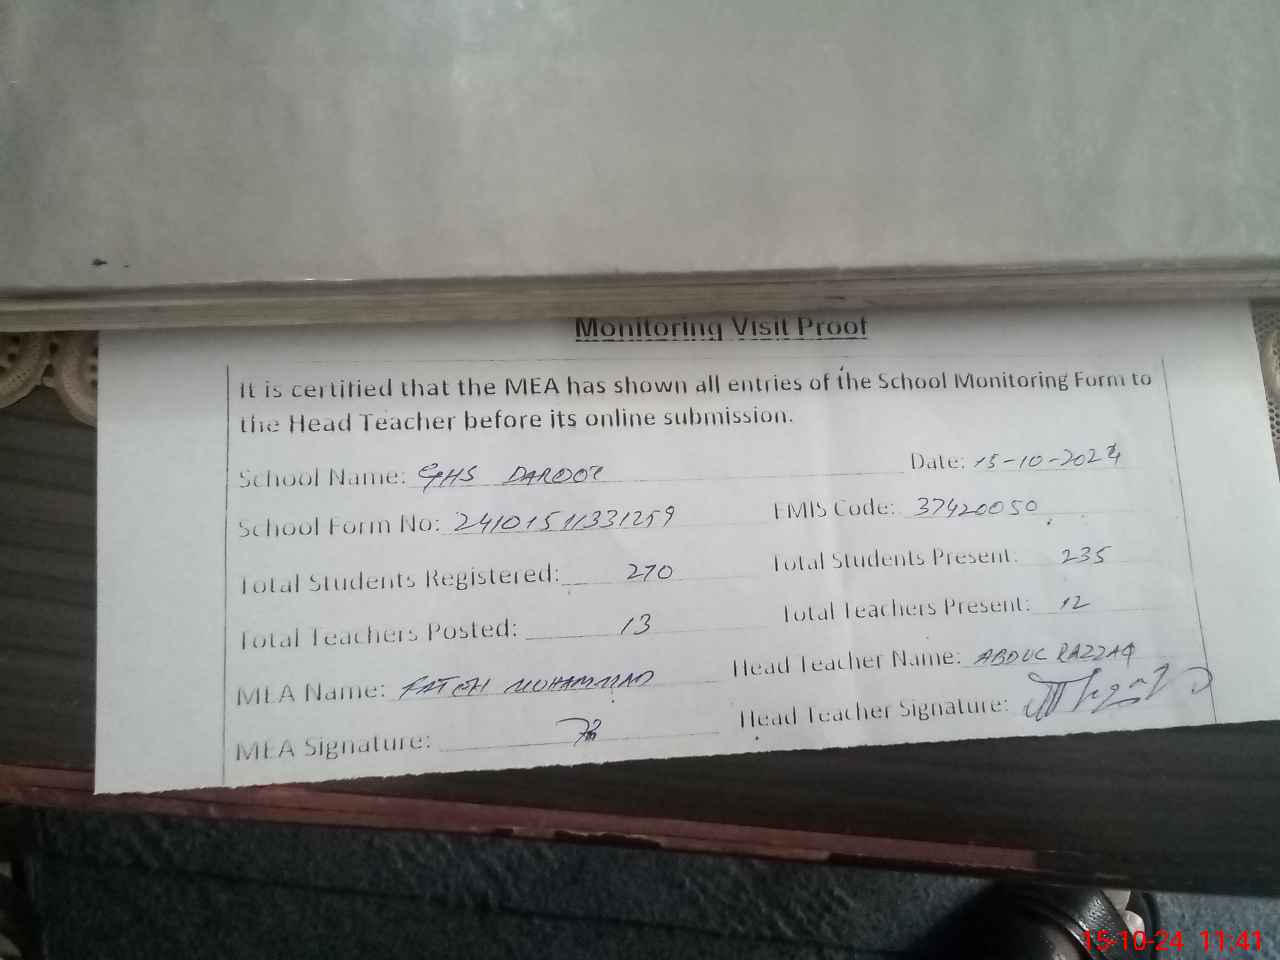 Monitoring Visit Proof
It is certified that the MEA has shown all entries of the School Monitoring Form to
the Head Teacher before its online submission.
School Name: GHS DAROOR Date: 15-10-2024
School Form No: 24101511331259 EMIS Code: 37420050
Total Students Registered: 270 Total Students Present: 235
Total Teachers Posted: 13 Total Teachers Present: 12
MEA Name: FATEH MUHAMMAD Head Teacher Name: ABDUL RAZZAQ
MEA Signature: Head Teacher Signature:
15-10-24 11:41